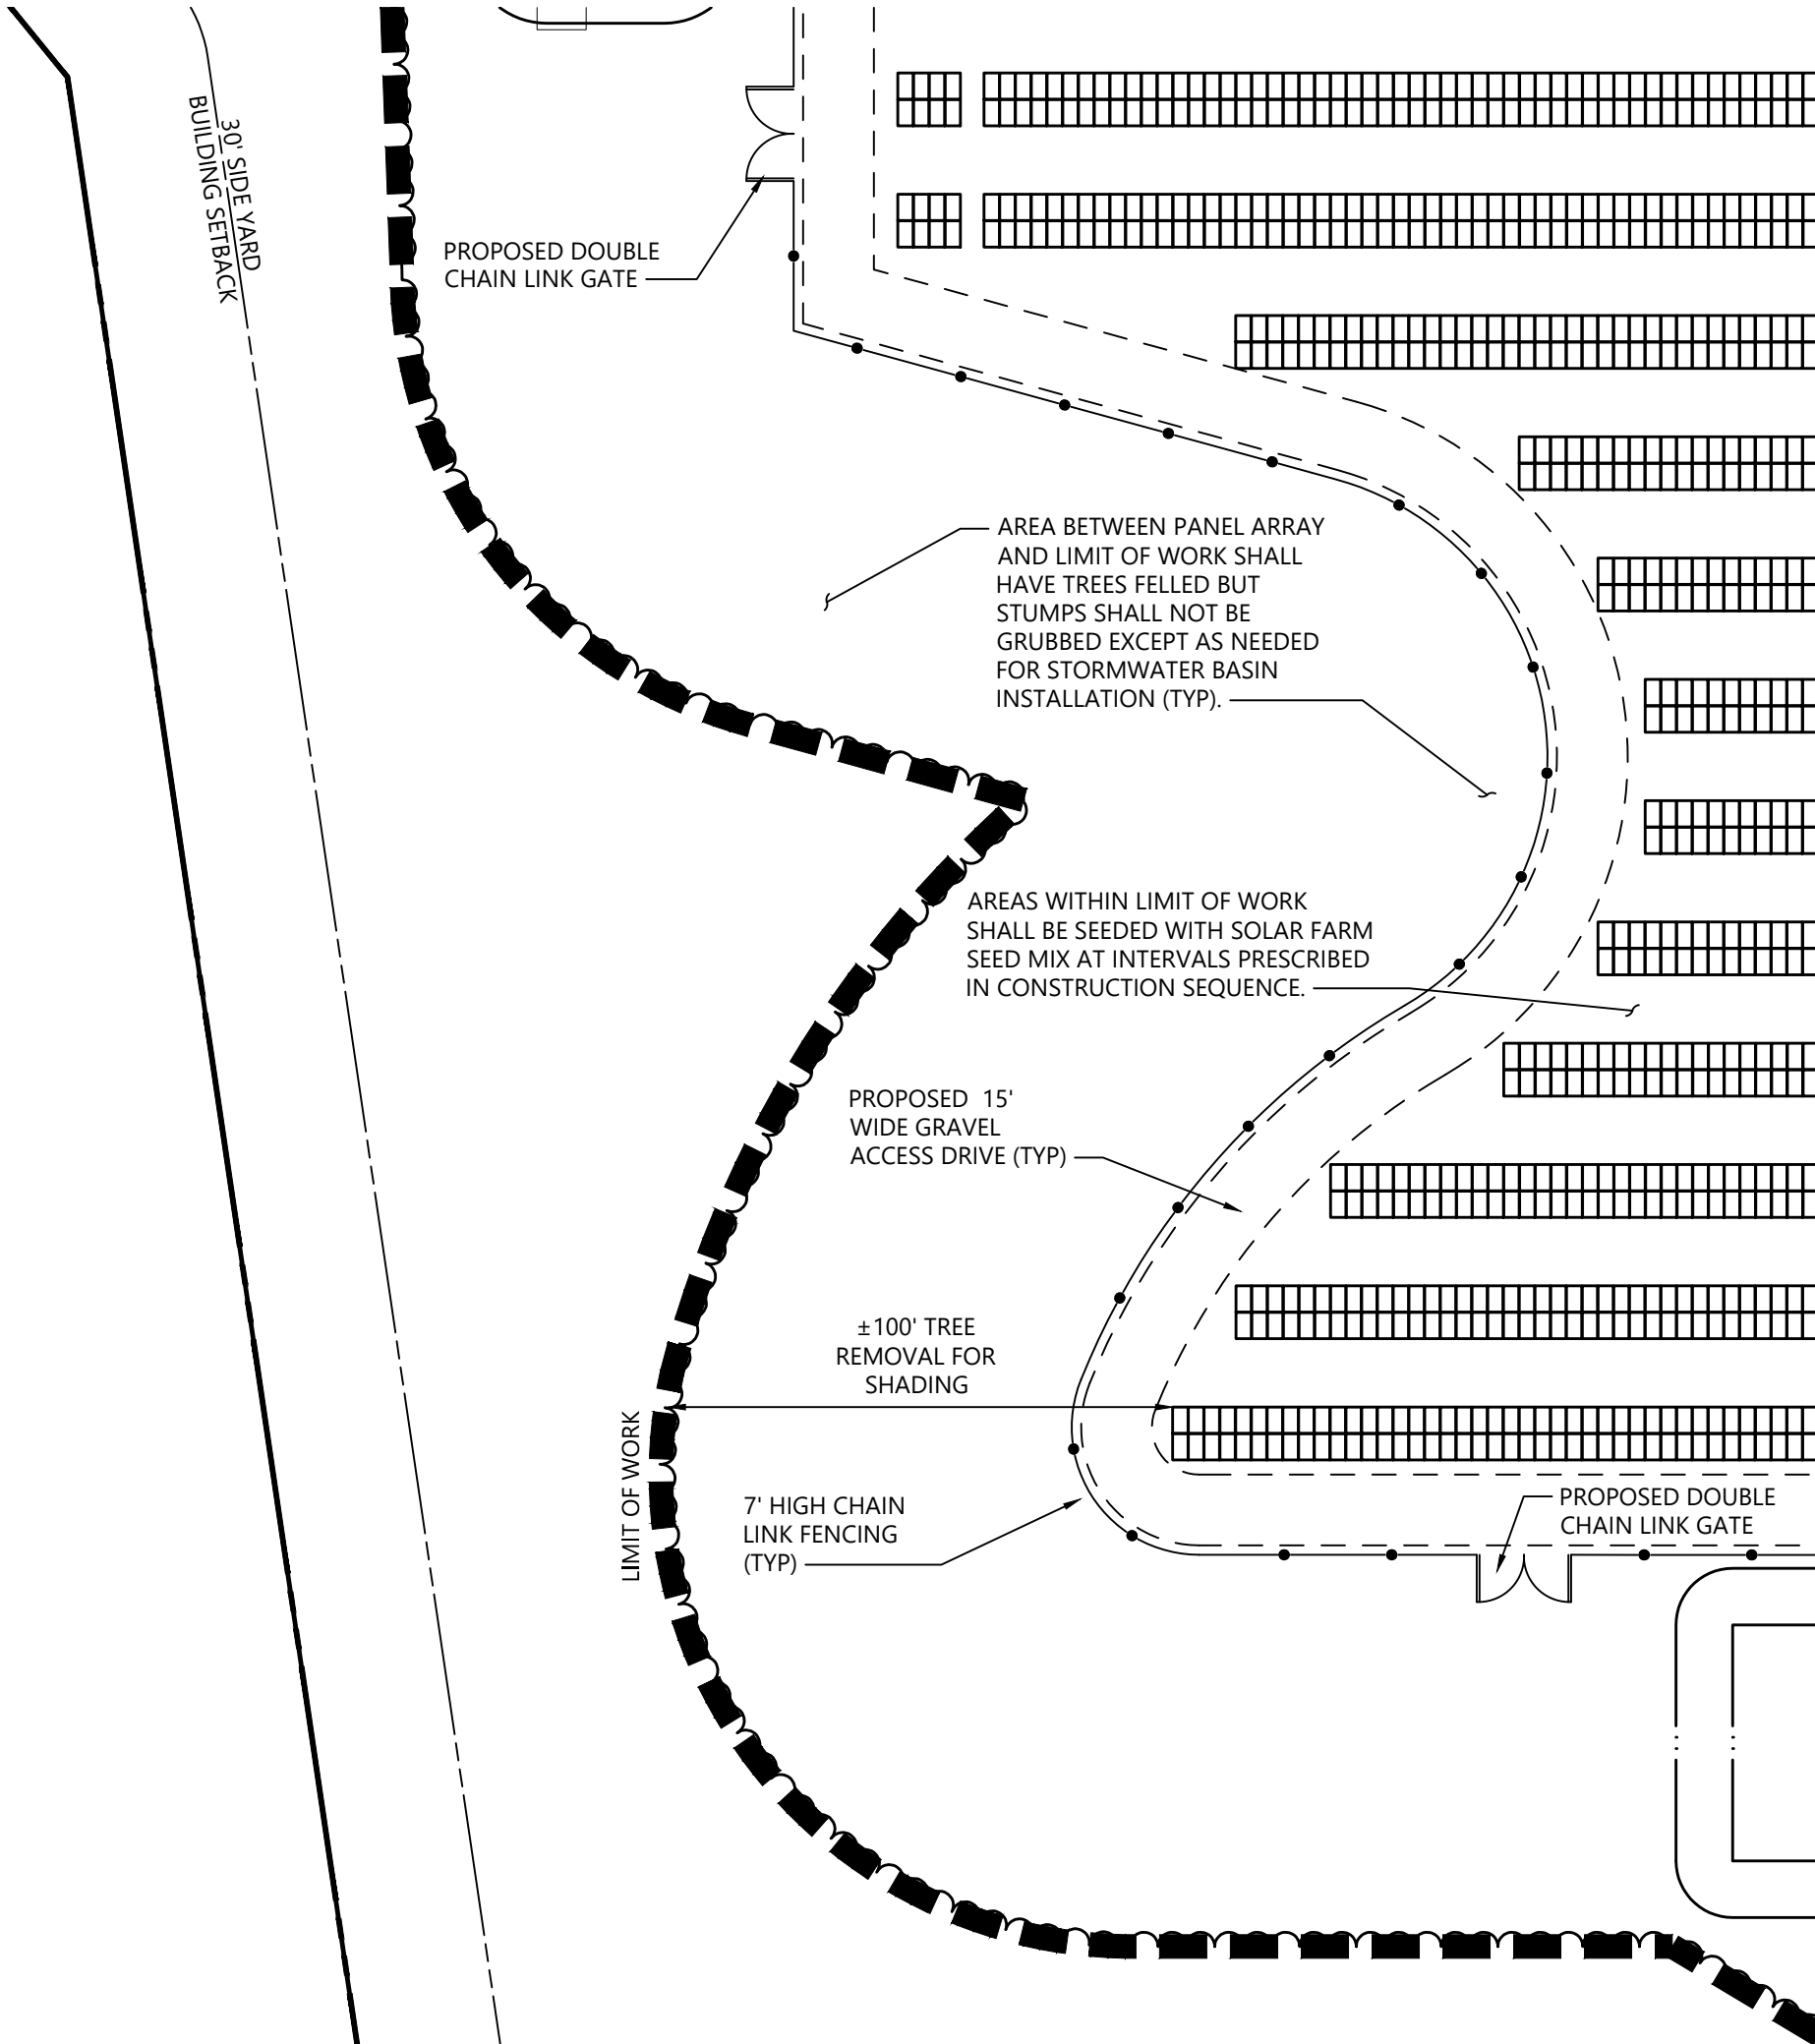 30' SIDE YARD
BUILDING SETBACK
PROPOSED DOUBLE
CHAIN LINK GATE
AREA BETWEEN PANEL ARRAY
AND LIMIT OF WORK SHALL
HAVE TREES FELLED BUT
STUMPS SHALL NOT BE
GRUBBED EXCEPT AS NEEDED
FOR STORMWATER BASIN
INSTALLATION (TYP).
AREAS WITHIN LIMIT OF WORK
SHALL BE SEEDED WITH SOLAR FARM
SEED MIX AT INTERVALS PRESCRIBED
IN CONSTRUCTION SEQUENCE.
PROPOSED 15'
WIDE GRAVEL
ACCESS DRIVE (TYP)
±100' TREE
REMOVAL FOR
SHADING
LIMIT OF WORK
7' HIGH CHAIN
LINK FENCING
(TYP)
PROPOSED DOUBLE
CHAIN LINK GATE